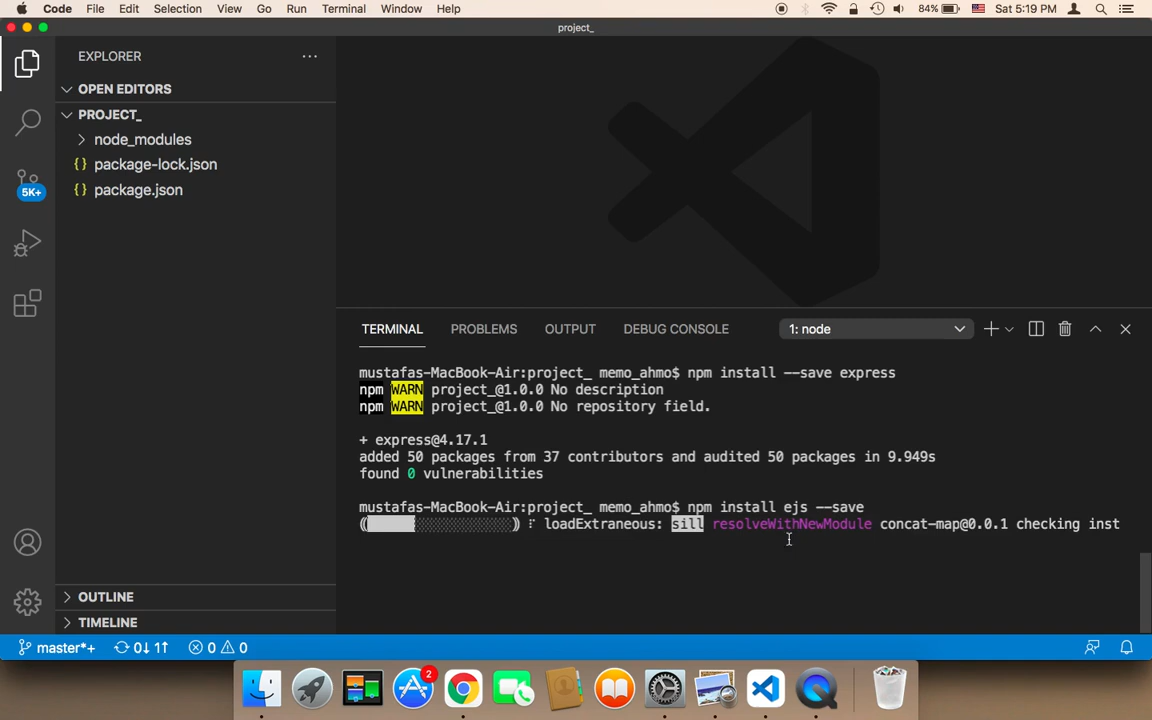 Code File Edit Selection View Go Run Terminal Window Help 84% Sat 5:19 PM
project_
EXPLORER
OPEN EDITORS
PROJECT_
node_modules
{} package-lock.json
5K+
{} package.json
TERMINAL PROBLEMS OUTPUT DEBUG CONSOLE 1: node
mustafas-MacBook-Air:project_ memo_ahmo$ npm install --save express
npm WARN project_@1.0.0 No description
npm WARN project_@1.0.0 No repository field.
+ express@4.17.1
added 50 packages from 37 contributors and audited 50 packages in 9.949s
found 0 vulnerabilities
mustafas-MacBook-Air:project_ memo_ahmo$ npm install ejs --save
loadExtraneous: sill resolveWithNewModule concat-map@0.0.1 checking inst
OUTLINE
TIMELINE
master*+ 0↓ 1↑ 0 0
2